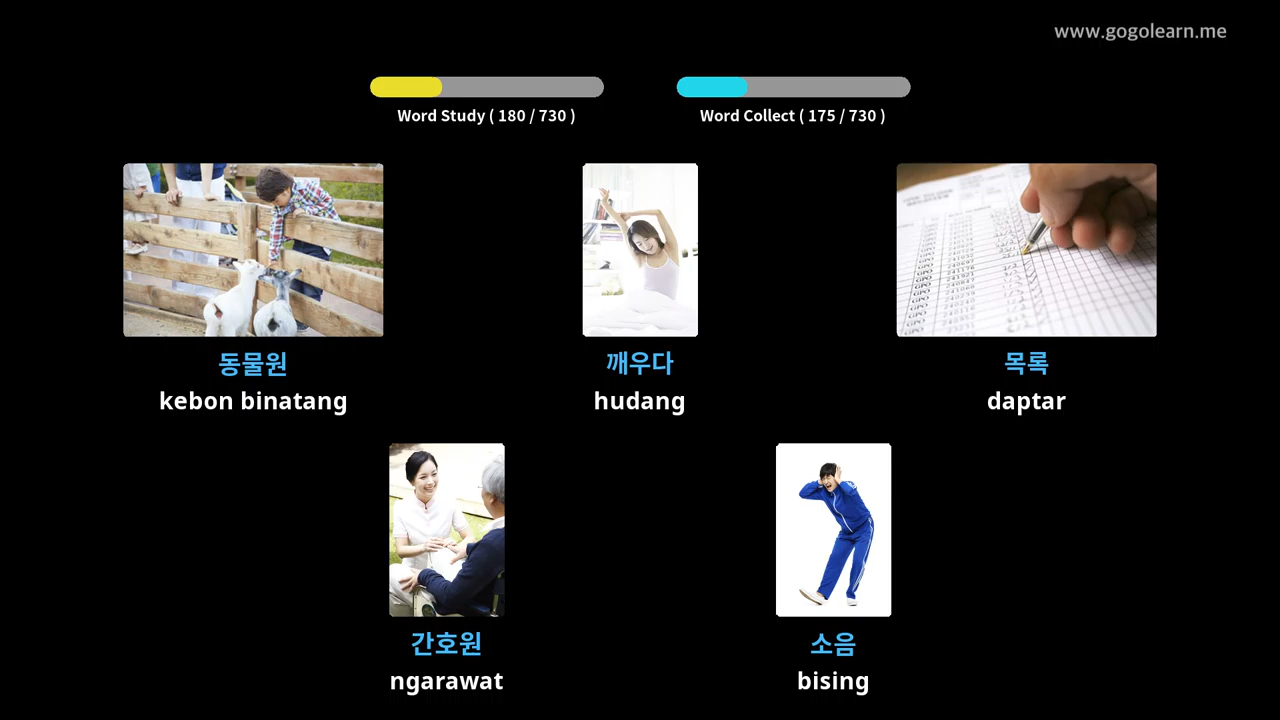 www.gogolearn.me
Word Study ( 180 / 730 )
Word Collect ( 175 / 730 )
동물원
kebon binatang
깨우다
hudang
목록
daptar
간호원
ngarawat
소음
bising